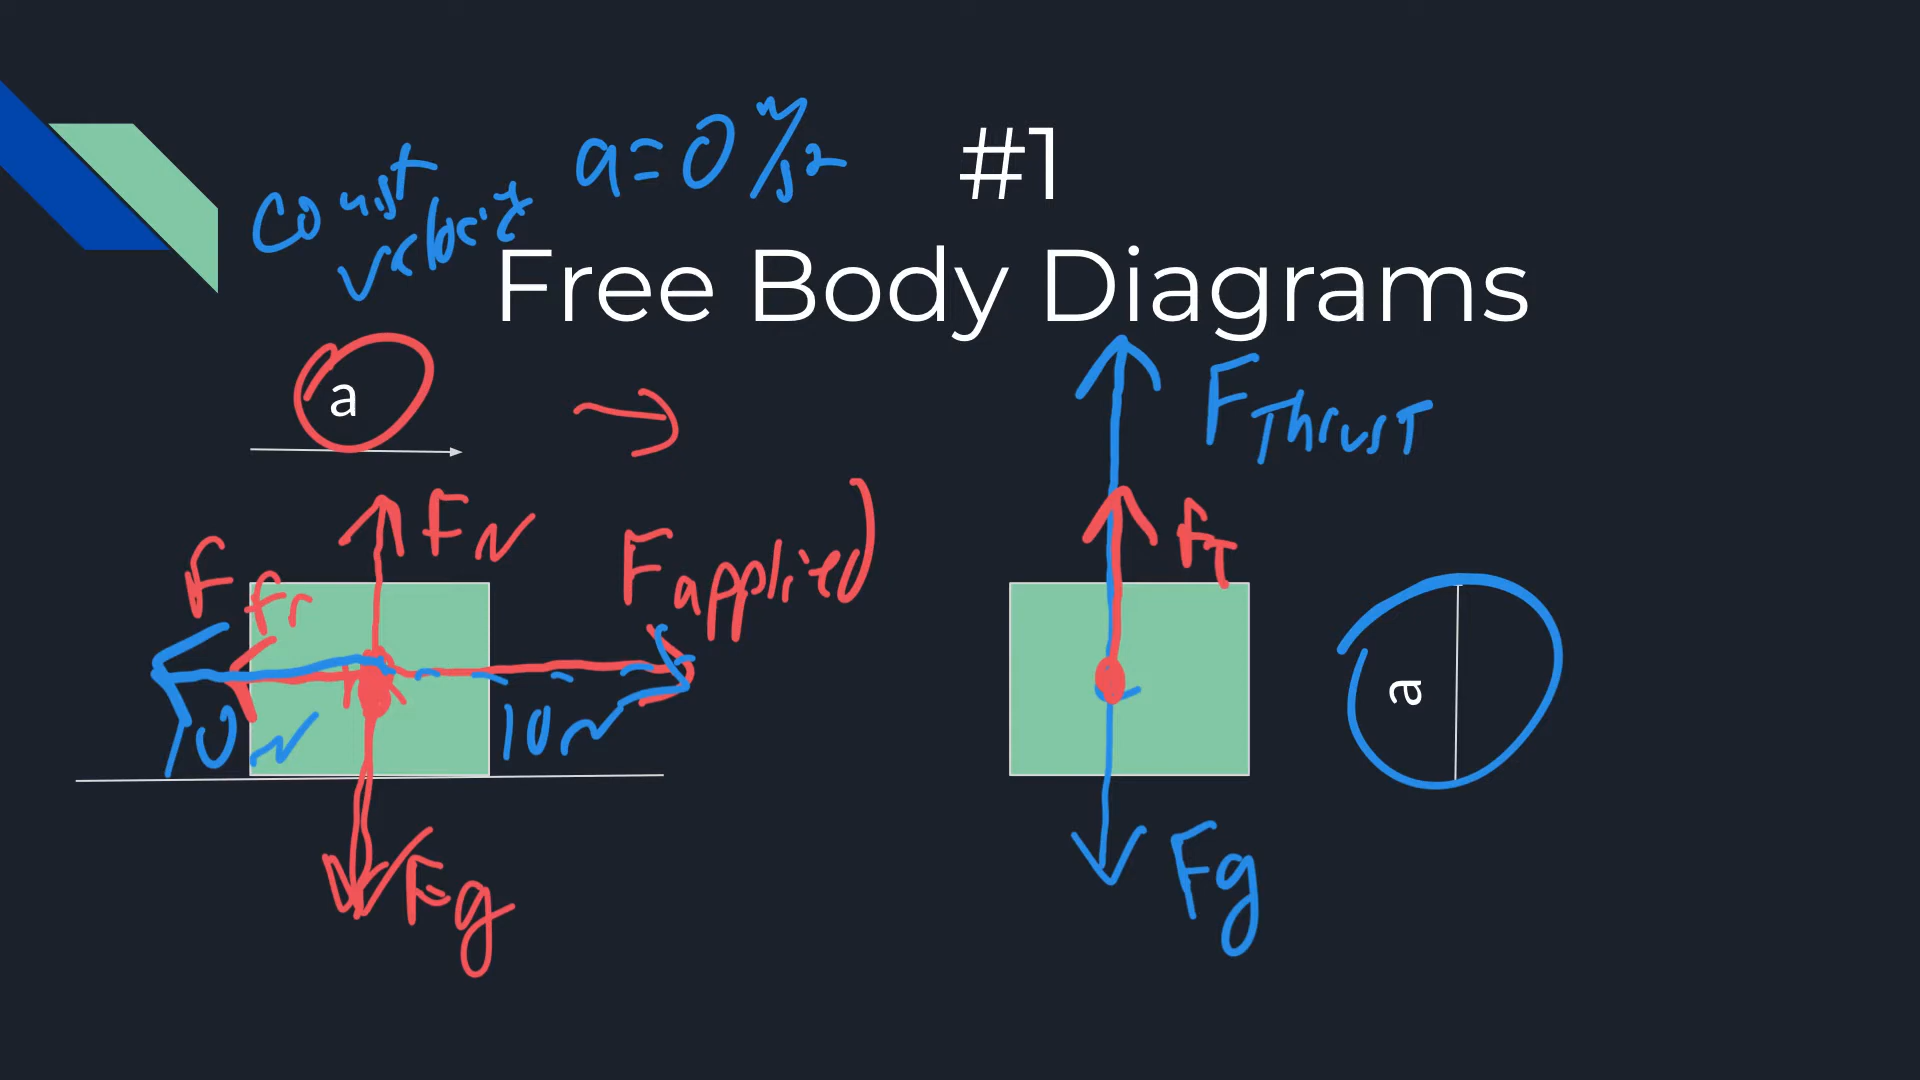 #1
Free Body Diagrams
Const velocity
a=0 m/s2
a
FN
Ffr
Fapplied
10N
10N
Fg
FThrust
FT
a
Fg